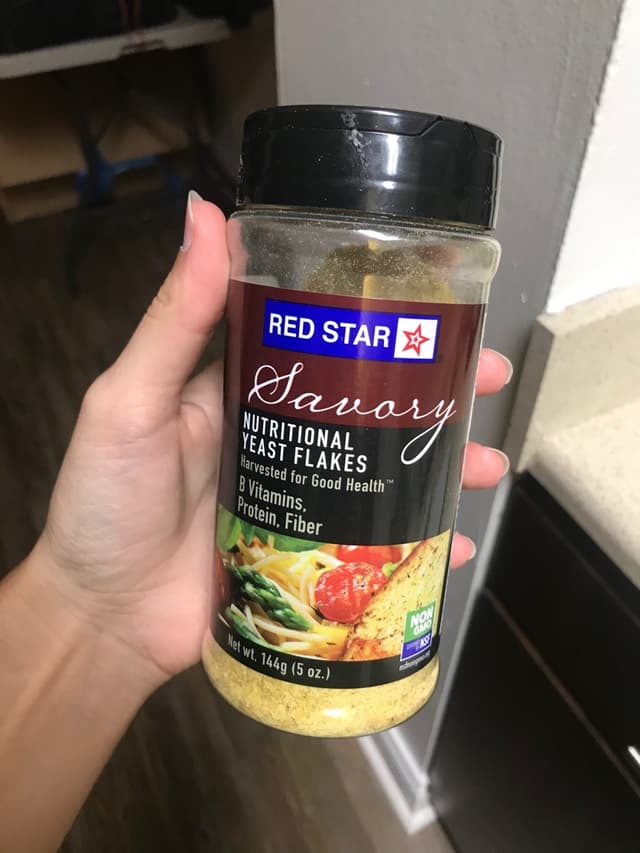 RED STAR
Savory
NUTRITIONAL
YEAST FLAKES
Harvested for Good Health™
B Vitamins,
Protein, Fiber
NON
GMO
NSF
Net wt. 144g (5 oz.)